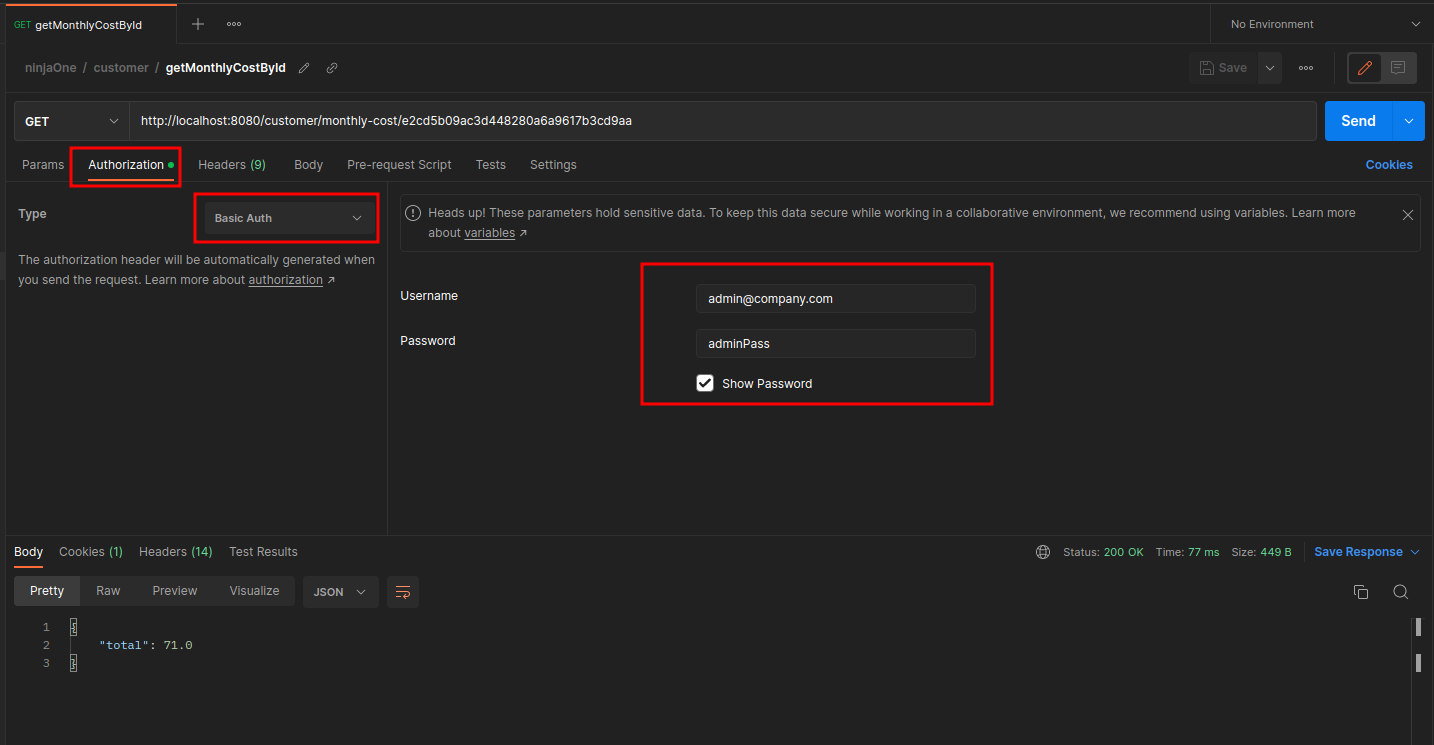 GET getMonthlyCostById
No Environment
ninjaOne / customer / getMonthlyCostById
Save
GET
http://localhost:8080/customer/monthly-cost/e2cd5b09ac3d448280a6a9617b3cd9aa
Send
Params Authorization Headers (9) Body Pre-request Script Tests Settings
Cookies
Type
Basic Auth
The authorization header will be automatically generated when
you send the request. Learn more about authorization ↗
Heads up! These parameters hold sensitive data. To keep this data secure while working in a collaborative environment, we recommend using variables. Learn more
about variables ↗
Username
admin@company.com
Password
adminPass
Show Password
Body Cookies (1) Headers (14) Test Results
Status: 200 OK Time: 77 ms Size: 449 B
Save Response
Pretty Raw Preview Visualize
JSON
1 {
2 "total": 71.0
3 }